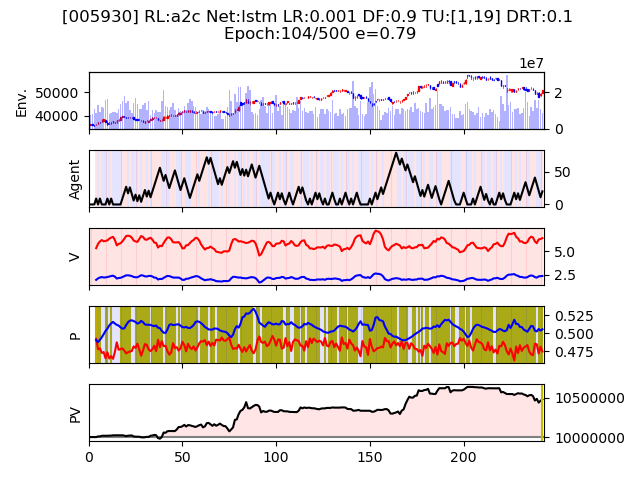 [005930] RL:a2c Net:lstm LR:0.001 DF:0.9 TU:[1,19] DRT:0.1
Epoch:104/500 e=0.79
1e7
Env.
50000
40000
2
0
Agent
50
0
V
5.0
2.5
P
0.525
0.500
0.475
PV
10500000
10000000
0
50
100
150
200